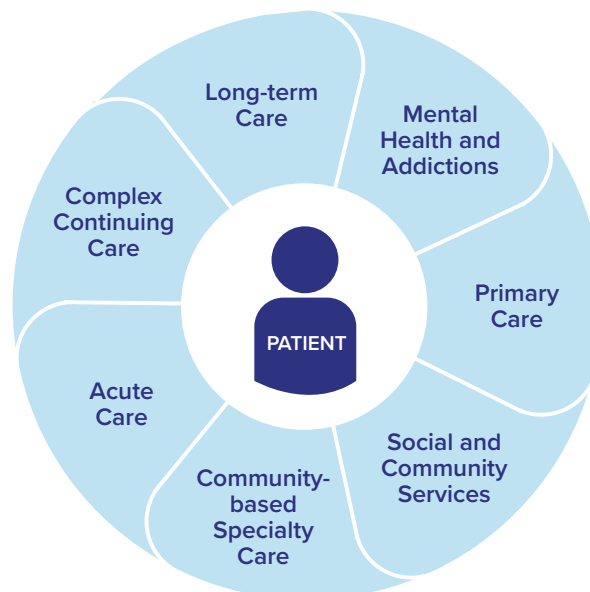 Long-term
Care
Mental
Health and
Addictions
Primary
Care
Social and
Community
Services
Community-
based
Specialty
Care
Acute
Care
Complex
Continuing
Care
PATIENT